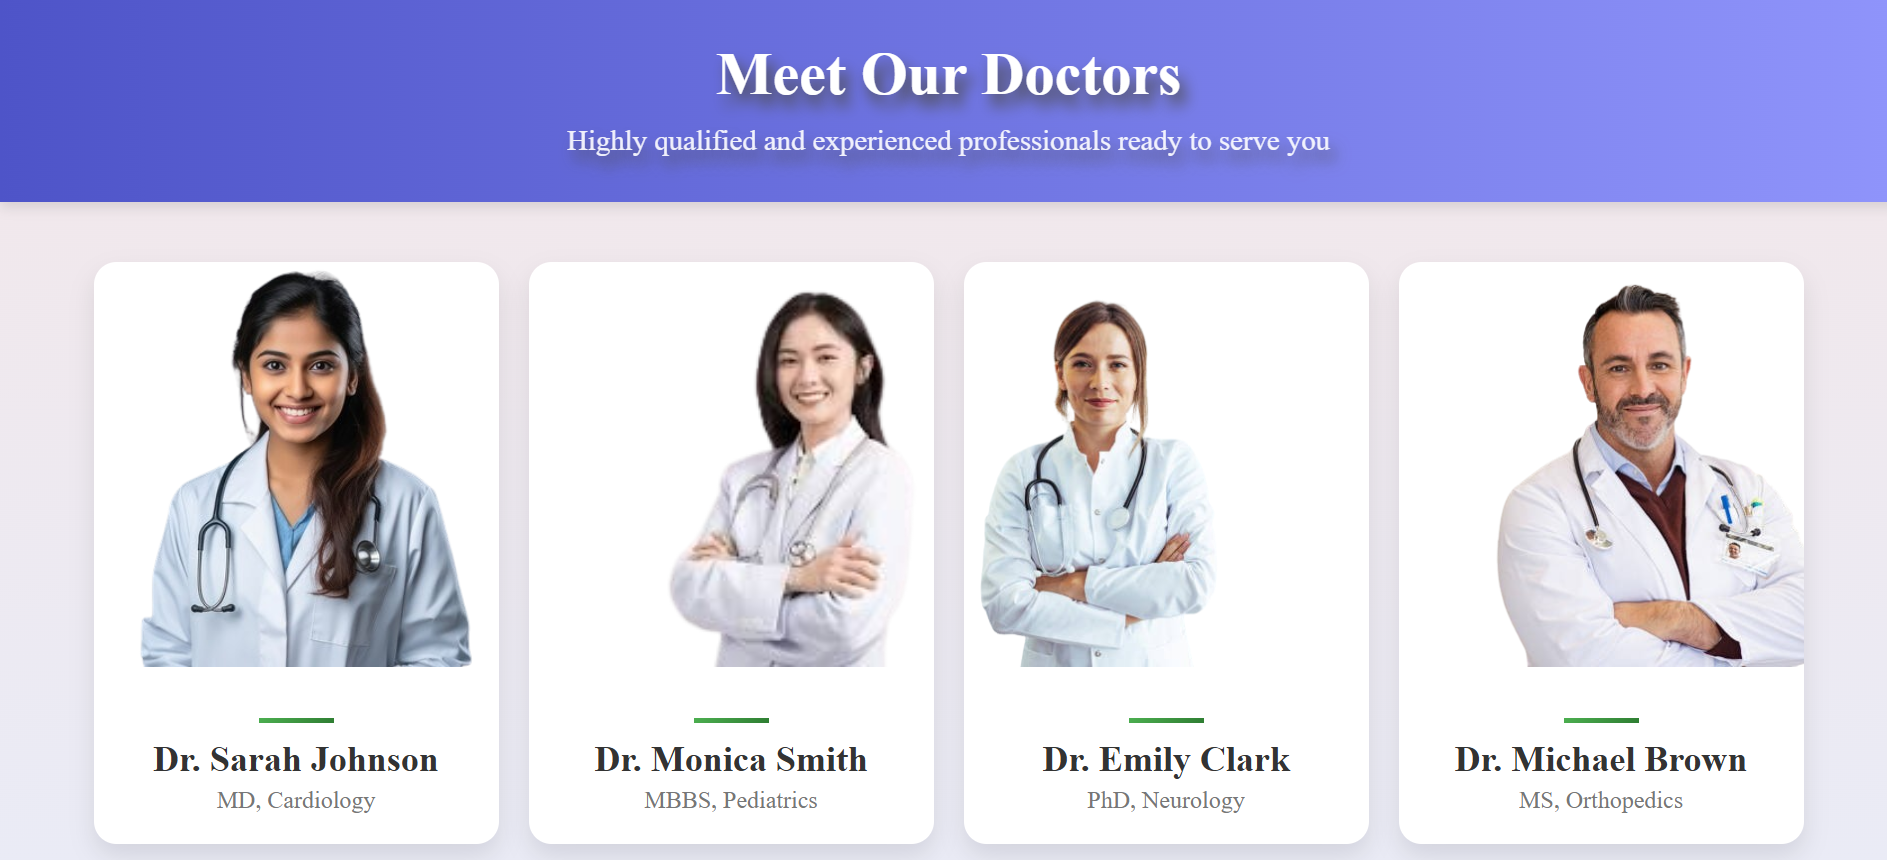 Meet Our Doctors
Highly qualified and experienced professionals ready to serve you
Dr. Sarah Johnson
MD, Cardiology
Dr. Monica Smith
MBBS, Pediatrics
Dr. Emily Clark
PhD, Neurology
Dr. Michael Brown
MS, Orthopedics